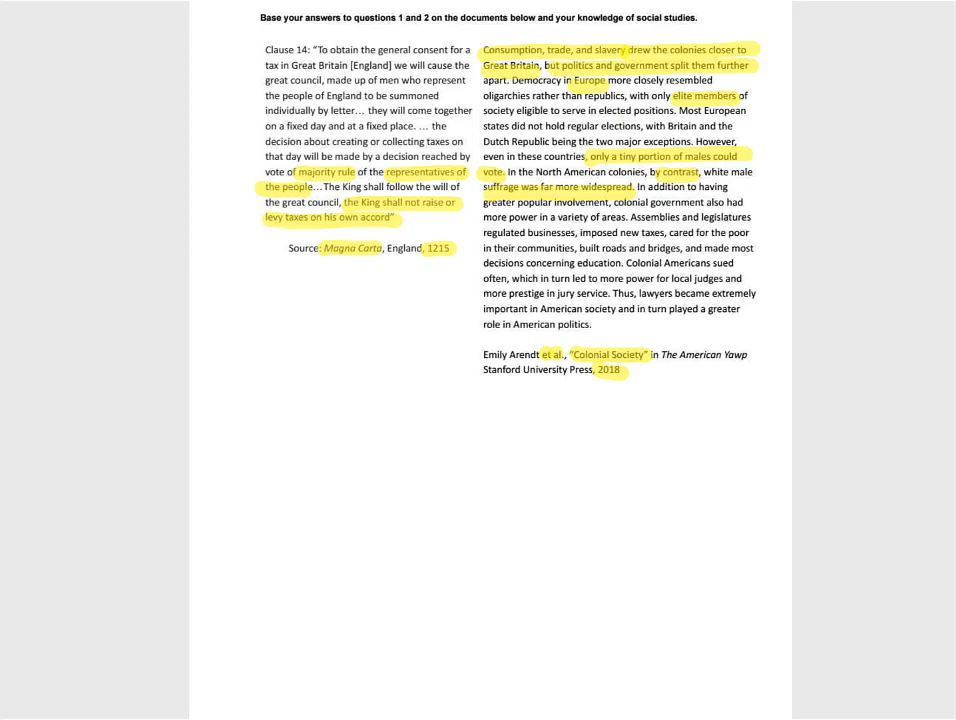 Base your answers to questions 1 and 2 on the documents below and your knowledge of social studies.
Clause 14: “To obtain the general consent for a
tax in Great Britain [England] we will cause the
great council, made up of men who represent
the people of England to be summoned
individually by letter… they will come together
on a fixed day and at a fixed place. … the
decision about creating or collecting taxes on
that day will be made by a decision reached by
vote of majority rule of the representatives of
the people…The King shall follow the will of
the great council, the King shall not raise or
levy taxes on his own accord”
Source: Magna Carta, England, 1215
Consumption, trade, and slavery drew the colonies closer to
Great Britain, but politics and government split them further
apart. Democracy in Europe more closely resembled
oligarchies rather than republics, with only elite members of
society eligible to serve in elected positions. Most European
states did not hold regular elections, with Britain and the
Dutch Republic being the two major exceptions. However,
even in these countries, only a tiny portion of males could
vote. In the North American colonies, by contrast, white male
suffrage was far more widespread. In addition to having
greater popular involvement, colonial government also had
more power in a variety of areas. Assemblies and legislatures
regulated businesses, imposed new taxes, cared for the poor
in their communities, built roads and bridges, and made most
decisions concerning education. Colonial Americans sued
often, which in turn led to more power for local judges and
more prestige in jury service. Thus, lawyers became extremely
important in American society and in turn played a greater
role in American politics.
Emily Arendt et al., “Colonial Society” in The American Yawp
Stanford University Press, 2018